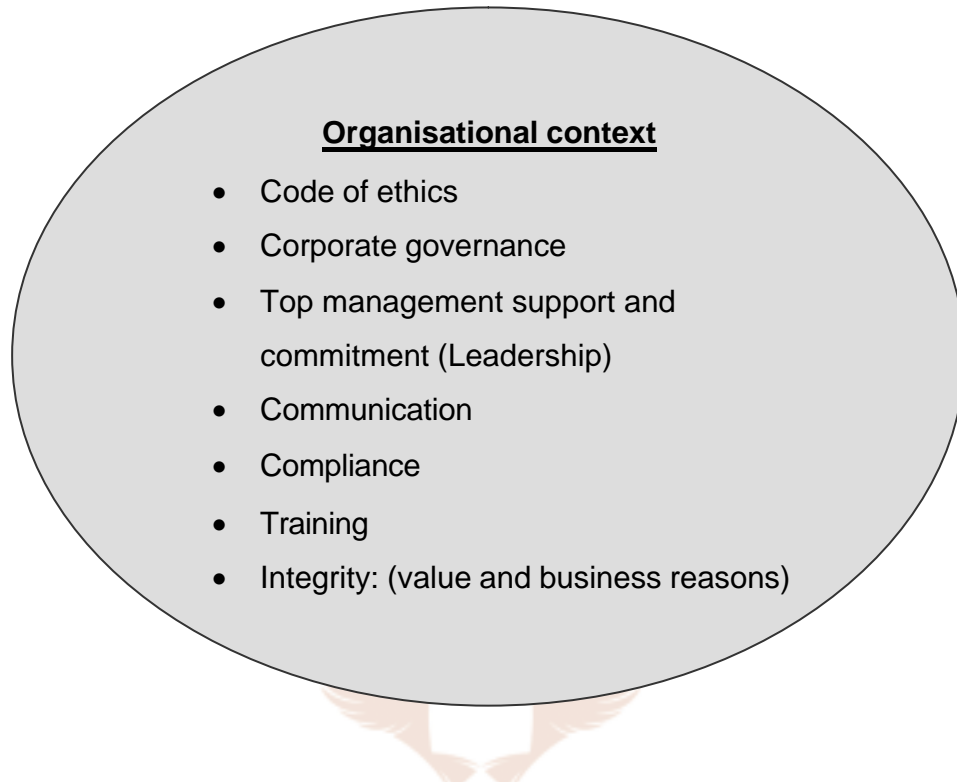 Organisational context
• Code of ethics
• Corporate governance
• Top management support and
commitment (Leadership)
• Communication
• Compliance
• Training
• Integrity: (value and business reasons)